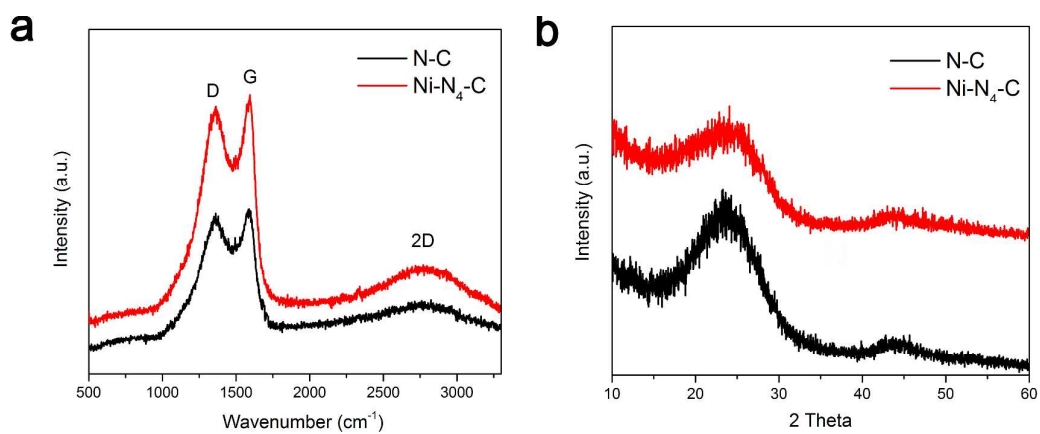 a
N-C
Ni-N₄-C
D
G
2D
Intensity (a.u.)
500 1000 1500 2000 2500 3000
Wavenumber (cm⁻¹)
b
N-C
Ni-N₄-C
Intensity (a.u.)
10 20 30 40 50 60
2 Theta